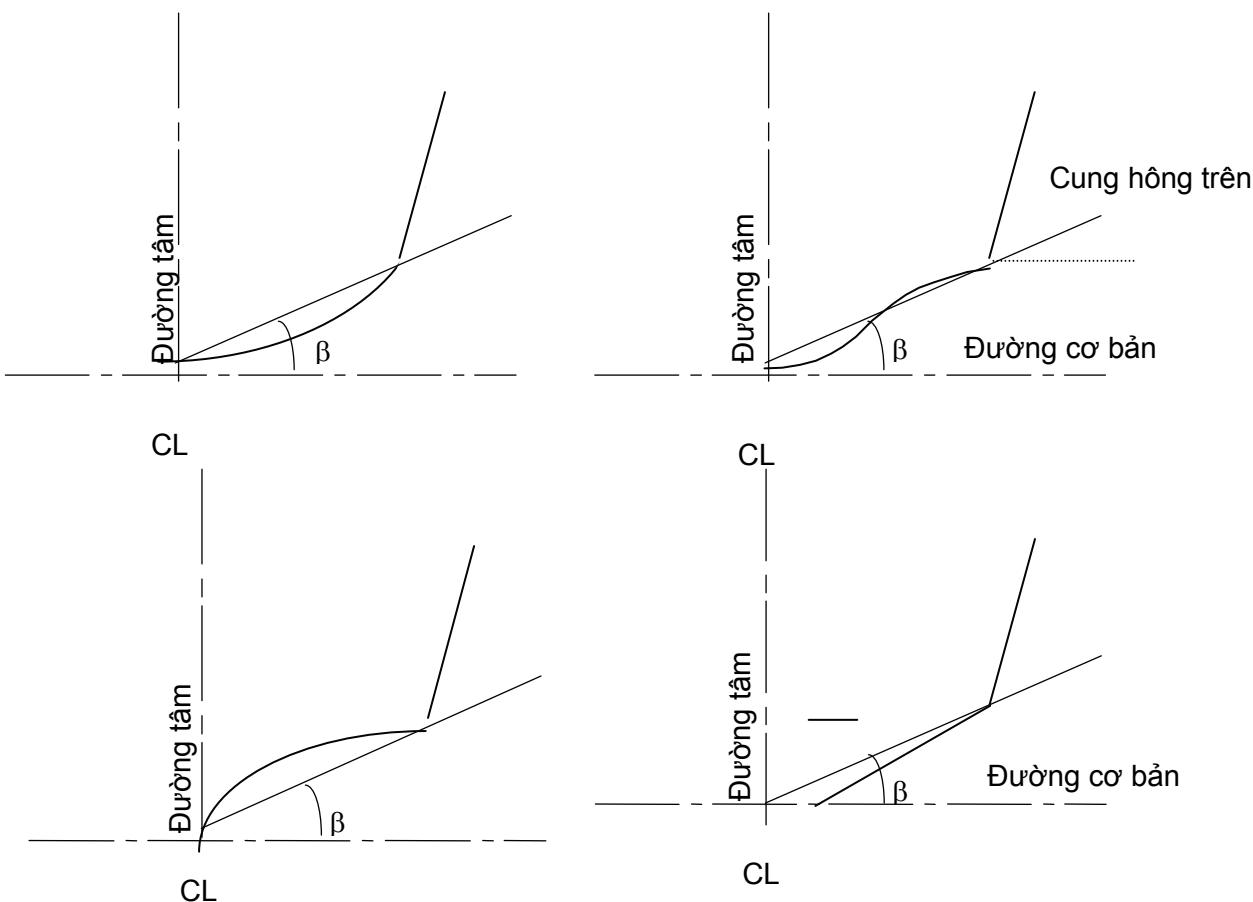 Đường tâm
β
CL
Đường tâm
Cung hông trên
β
Đường cơ bản
CL
Đường tâm
β
CL
Đường tâm
β
Đường cơ bản
CL